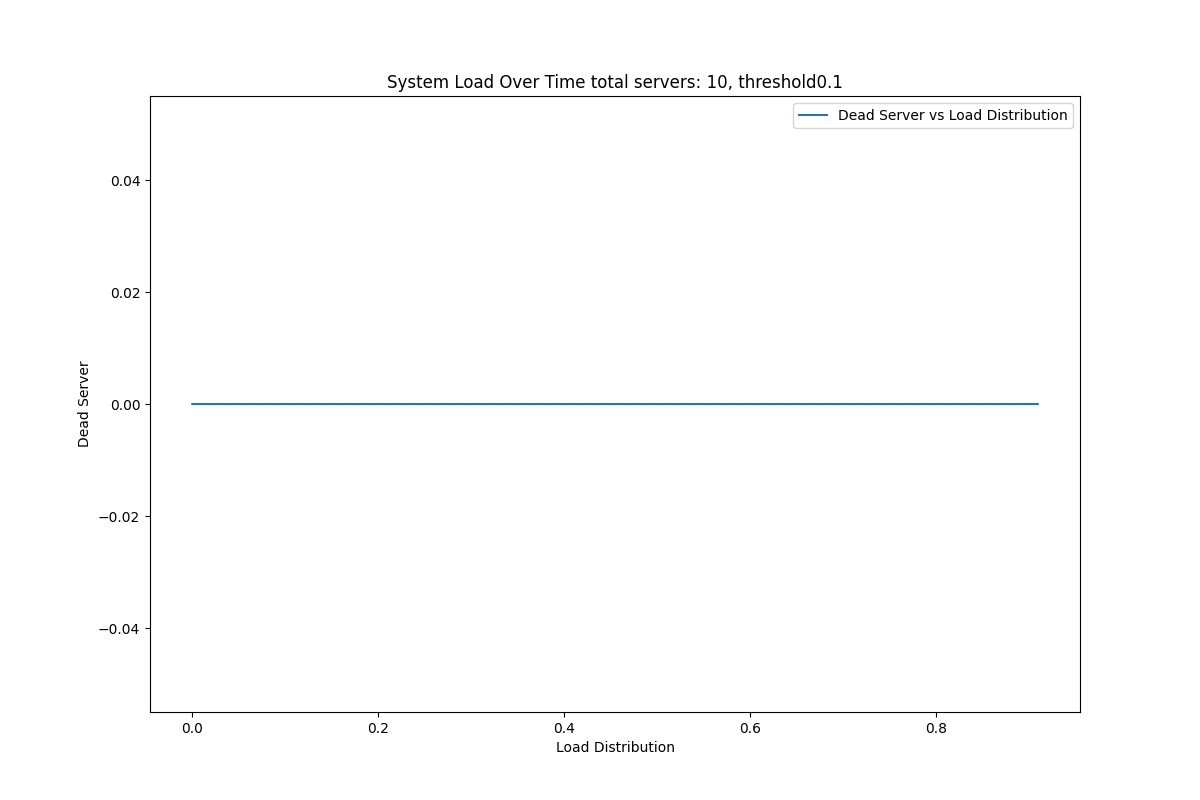 System Load Over Time total servers: 10, threshold0.1
Dead Server vs Load Distribution
0.04
0.02
0.00
−0.02
−0.04
Dead Server
0.0 0.2 0.4 0.6 0.8
Load Distribution